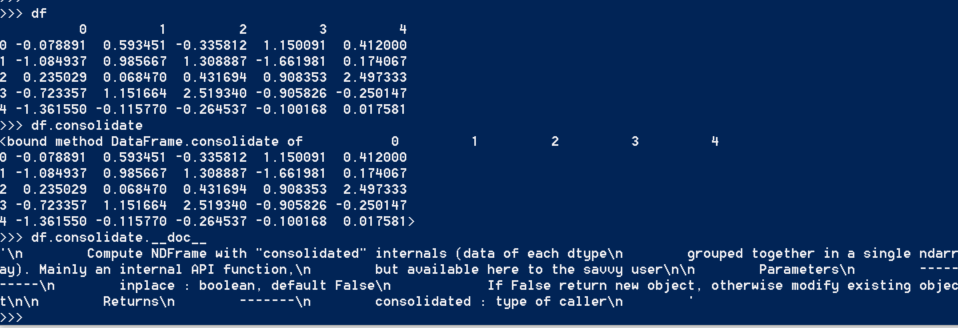 >>> df
          0         1         2         3         4
0 -0.078891  0.593451 -0.335812  1.150091  0.412000
1 -1.084937  0.985667  1.308887 -1.661981  0.174067
2  0.235029  0.068470  0.431694  0.908353  2.497333
3 -0.723357  1.151664  2.519340 -0.905826 -0.250147
4 -1.361550 -0.115770 -0.264537 -0.100168  0.017581
>>> df.consolidate
<bound method DataFrame.consolidate of           0         1         2         3         4
0 -0.078891  0.593451 -0.335812  1.150091  0.412000
1 -1.084937  0.985667  1.308887 -1.661981  0.174067
2  0.235029  0.068470  0.431694  0.908353  2.497333
3 -0.723357  1.151664  2.519340 -0.905826 -0.250147
4 -1.361550 -0.115770 -0.264537 -0.100168  0.017581>
>>> df.consolidate.__doc__
'\n        Compute NDFrame with "consolidated" internals (data of each dtype\n        grouped together in a single ndarr
ay). Mainly an internal API function,\n        but available here to the savvy user\n\n        Parameters\n        -----
-----\n        inplace : boolean, default False\n            If False return new object, otherwise modify existing objec
t\n\n        Returns\n        -------\n        consolidated : type of caller\n        '
>>>